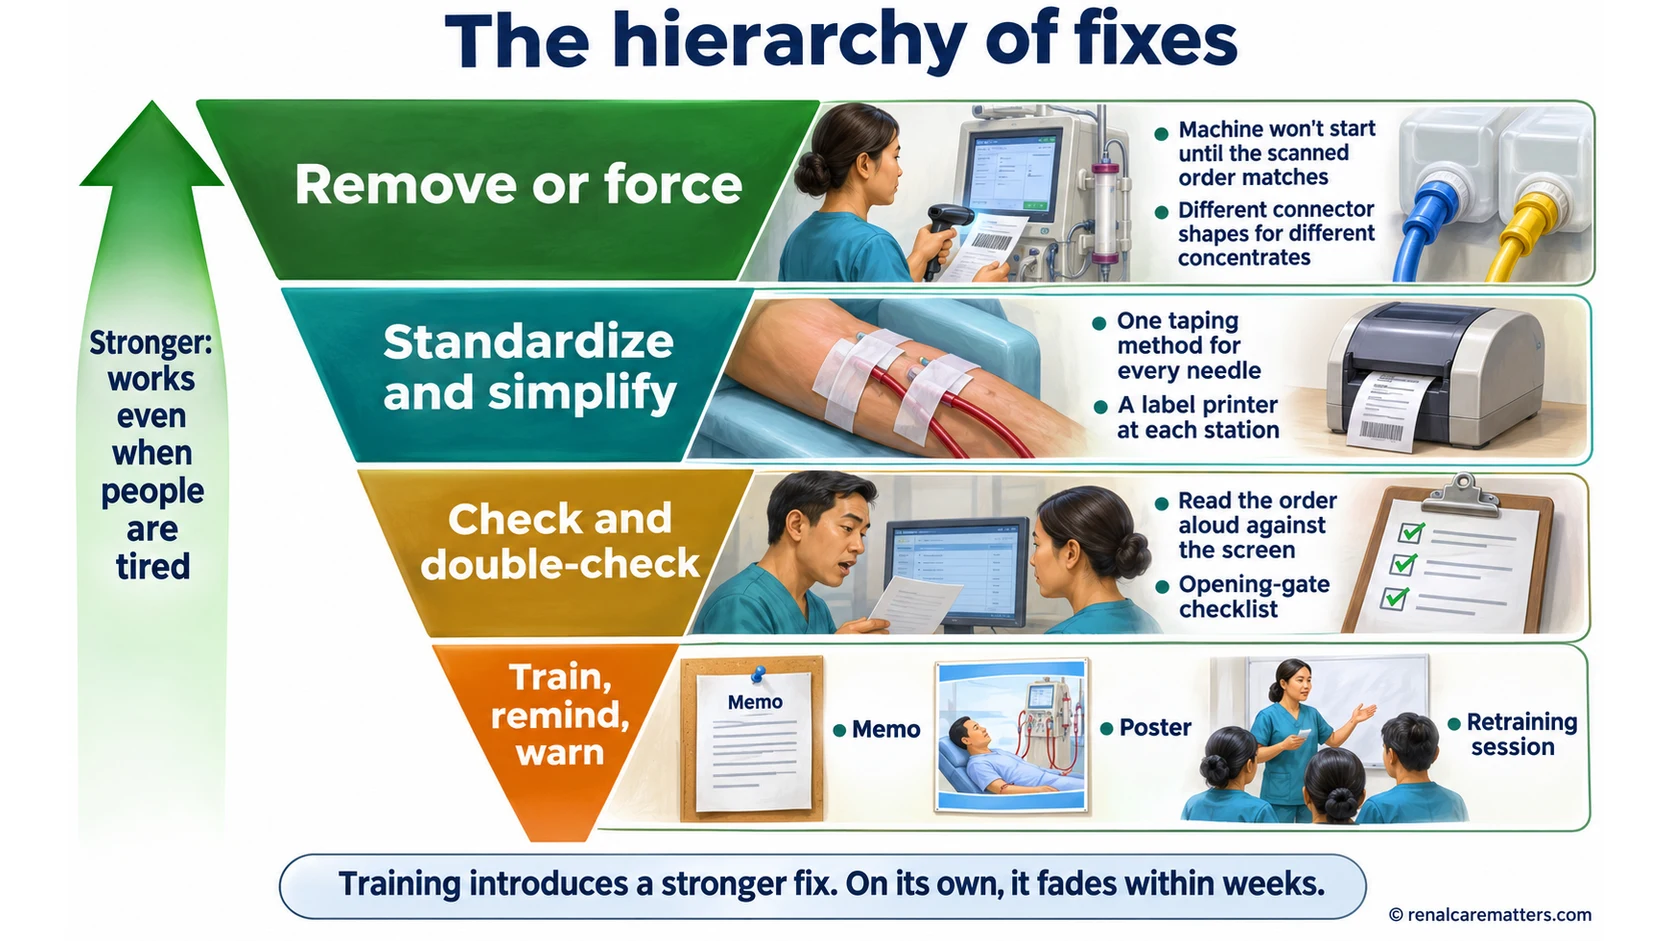 The hierarchy of fixes
Stronger:
works
even
when
people
are
tired
Remove or force
• Machine won't start
until the scanned
order matches
• Different connector
shapes for different
concentrates
Standardize
and simplify
• One taping
method for
every needle
• A label printer
at each station
Check and
double-check
• Read the order
aloud against
the screen
• Opening-gate
checklist
Train,
remind,
warn
Memo
• Memo
• Poster
• Retraining
session
Training introduces a stronger fix. On its own, it fades within weeks.
© renalcarematters.com